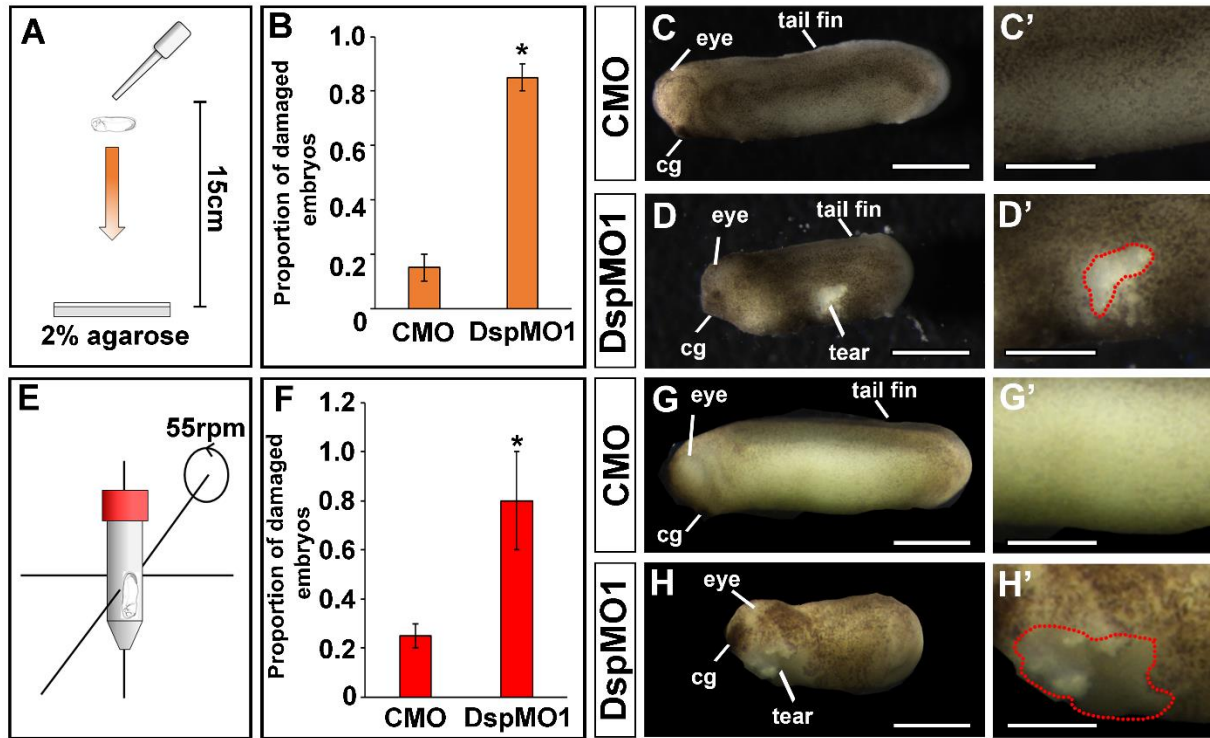 A
15cm
2% agarose
B
Proportion of damaged
embryos
1.0
0.8
0.6
0.4
0.2
0
*
CMO DspMO1
CMO
C
eye
tail fin
cg
C’
DspMO1
D
eye
tail fin
cg
tear
D’
E
55rpm
F
Proportion of damaged
embryos
1.2
1.0
0.8
0.6
0.4
0.2
0
*
CMO DspMO1
CMO
G
eye
tail fin
cg
G’
DspMO1
H
eye
cg
tear
H’